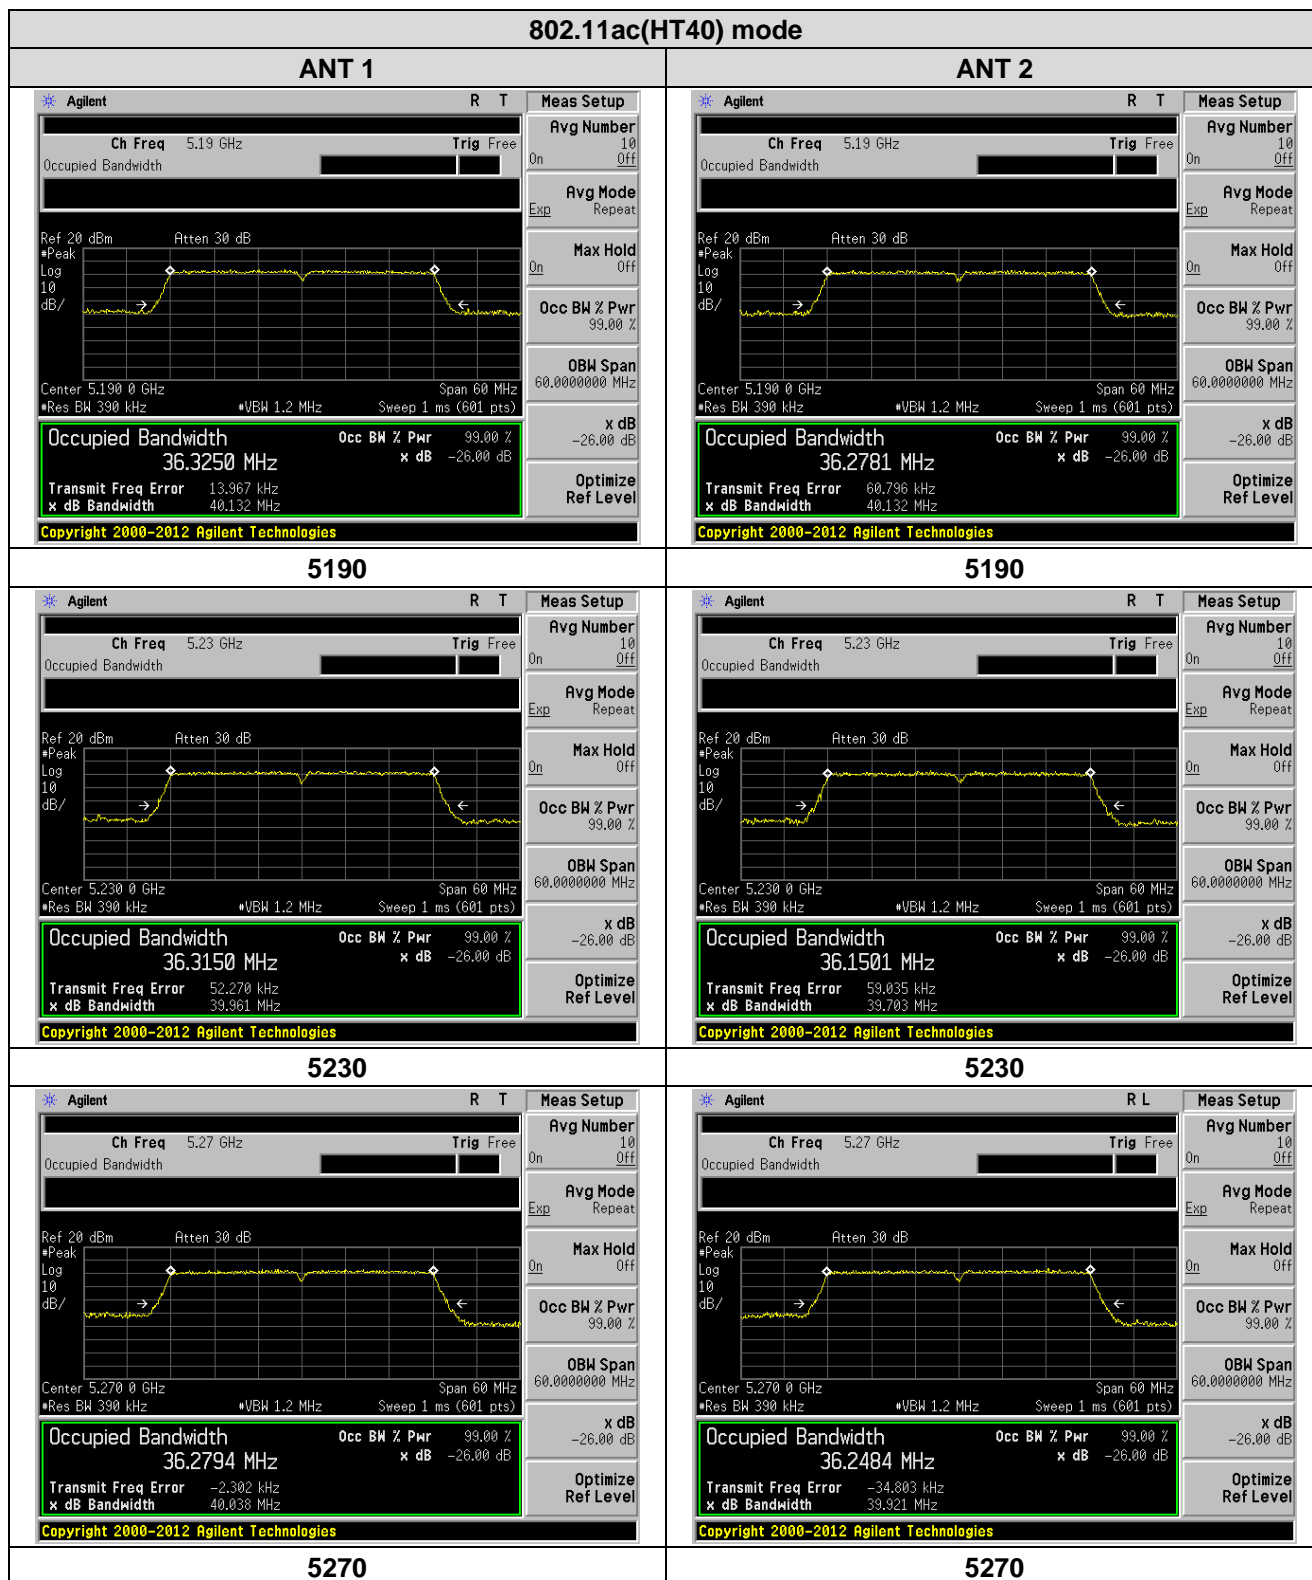 802.11ac(HT40) mode
ANT 1
ANT 2
Agilent R T
Meas Setup
Ch Freq 5.19 GHz Trig Free
Occupied Bandwidth
Avg Number
10
On Off
Avg Mode
Exp Repeat
Ref 20 dBm Atten 30 dB
#Peak
Log
10
dB/
Max Hold
On Off
Occ BW % Pwr
99.00 %
OBW Span
60.0000000 MHz
Center 5.190 0 GHz Span 60 MHz
#Res BW 390 kHz #VBW 1.2 MHz Sweep 1 ms (601 pts)
x dB
-26.00 dB
Occupied Bandwidth Occ BW % Pwr 99.00 %
36.3250 MHz x dB -26.00 dB
Transmit Freq Error 13.967 kHz
x dB Bandwidth 40.132 MHz
Optimize
Ref Level
Copyright 2000-2012 Agilent Technologies
Agilent R T
Meas Setup
Ch Freq 5.19 GHz Trig Free
Occupied Bandwidth
Avg Number
10
On Off
Avg Mode
Exp Repeat
Ref 20 dBm Atten 30 dB
#Peak
Log
10
dB/
Max Hold
On Off
Occ BW % Pwr
99.00 %
OBW Span
60.0000000 MHz
Center 5.190 0 GHz Span 60 MHz
#Res BW 390 kHz #VBW 1.2 MHz Sweep 1 ms (601 pts)
x dB
-26.00 dB
Occupied Bandwidth Occ BW % Pwr 99.00 %
36.2781 MHz x dB -26.00 dB
Transmit Freq Error 60.796 kHz
x dB Bandwidth 40.132 MHz
Optimize
Ref Level
Copyright 2000-2012 Agilent Technologies
5190
5190
Agilent R T
Meas Setup
Ch Freq 5.23 GHz Trig Free
Occupied Bandwidth
Avg Number
10
On Off
Avg Mode
Exp Repeat
Ref 20 dBm Atten 30 dB
#Peak
Log
10
dB/
Max Hold
On Off
Occ BW % Pwr
99.00 %
OBW Span
60.0000000 MHz
Center 5.230 0 GHz Span 60 MHz
#Res BW 390 kHz #VBW 1.2 MHz Sweep 1 ms (601 pts)
x dB
-26.00 dB
Occupied Bandwidth Occ BW % Pwr 99.00 %
36.3150 MHz x dB -26.00 dB
Transmit Freq Error 52.270 kHz
x dB Bandwidth 39.961 MHz
Optimize
Ref Level
Copyright 2000-2012 Agilent Technologies
Agilent R T
Meas Setup
Ch Freq 5.23 GHz Trig Free
Occupied Bandwidth
Avg Number
10
On Off
Avg Mode
Exp Repeat
Ref 20 dBm Atten 30 dB
#Peak
Log
10
dB/
Max Hold
On Off
Occ BW % Pwr
99.00 %
OBW Span
60.0000000 MHz
Center 5.230 0 GHz Span 60 MHz
#Res BW 390 kHz #VBW 1.2 MHz Sweep 1 ms (601 pts)
x dB
-26.00 dB
Occupied Bandwidth Occ BW % Pwr 99.00 %
36.1501 MHz x dB -26.00 dB
Transmit Freq Error 59.035 kHz
x dB Bandwidth 39.703 MHz
Optimize
Ref Level
Copyright 2000-2012 Agilent Technologies
5230
5230
Agilent R T
Meas Setup
Ch Freq 5.27 GHz Trig Free
Occupied Bandwidth
Avg Number
10
On Off
Avg Mode
Exp Repeat
Ref 20 dBm Atten 30 dB
#Peak
Log
10
dB/
Max Hold
On Off
Occ BW % Pwr
99.00 %
OBW Span
60.0000000 MHz
Center 5.270 0 GHz Span 60 MHz
#Res BW 390 kHz #VBW 1.2 MHz Sweep 1 ms (601 pts)
x dB
-26.00 dB
Occupied Bandwidth Occ BW % Pwr 99.00 %
36.2794 MHz x dB -26.00 dB
Transmit Freq Error -2.302 kHz
x dB Bandwidth 40.038 MHz
Optimize
Ref Level
Copyright 2000-2012 Agilent Technologies
Agilent R L
Meas Setup
Ch Freq 5.27 GHz Trig Free
Occupied Bandwidth
Avg Number
10
On Off
Avg Mode
Exp Repeat
Ref 20 dBm Atten 30 dB
#Peak
Log
10
dB/
Max Hold
On Off
Occ BW % Pwr
99.00 %
OBW Span
60.0000000 MHz
Center 5.270 0 GHz Span 60 MHz
#Res BW 390 kHz #VBW 1.2 MHz Sweep 1 ms (601 pts)
x dB
-26.00 dB
Occupied Bandwidth Occ BW % Pwr 99.00 %
36.2484 MHz x dB -26.00 dB
Transmit Freq Error -34.803 kHz
x dB Bandwidth 39.921 MHz
Optimize
Ref Level
Copyright 2000-2012 Agilent Technologies
5270
5270